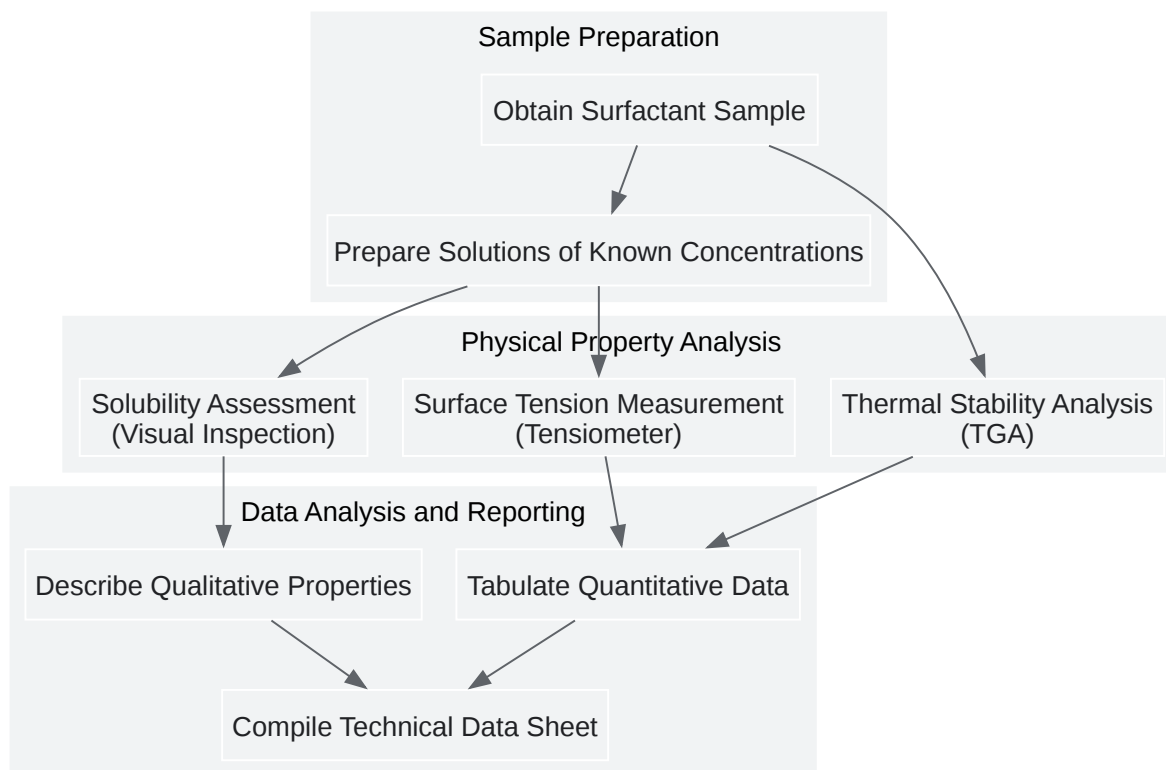 Sample Preparation
Obtain Surfactant Sample
Prepare Solutions of Known Concentrations
Physical Property Analysis
Solubility Assessment
(Visual Inspection)
Surface Tension Measurement
(Tensiometer)
Thermal Stability Analysis
(TGA)
Data Analysis and Reporting
Describe Qualitative Properties
Tabulate Quantitative Data
Compile Technical Data Sheet